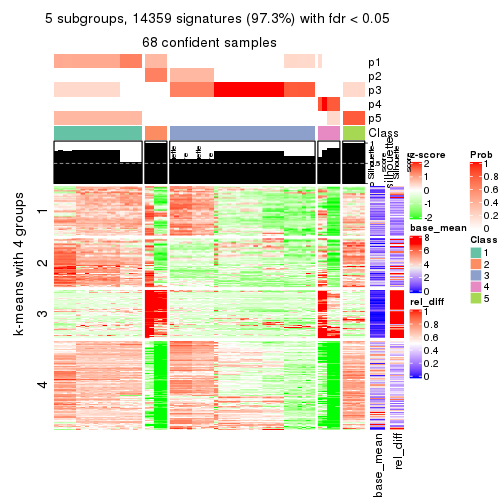 5 subgroups, 14359 signatures (97.3%) with fdr < 0.05
68 confident samples
p1
p2
p3
p4
p5
Class
k-means with 4 groups
1
2
3
4
base_mean
rel_diff
z-score
2
1
0
-1
-2
base_mean
8
6
4
2
0
rel_diff
1
0.8
0.6
0.4
0.2
0
Prob
1
0.8
0.6
0.4
0.2
0
Class
1
2
3
4
5